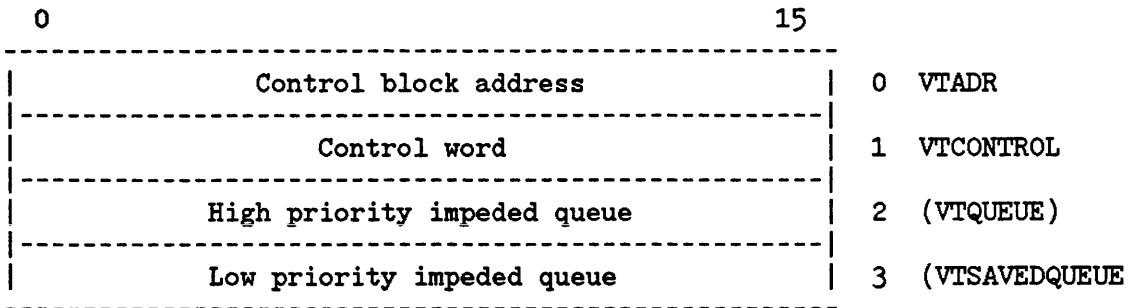 0 15
Control block address 0 VTADR
Control word 1 VTCONTROL
High priority impeded queue 2 (VTQUEUE)
Low priority impeded queue 3 (VTSAVEDQUEUE